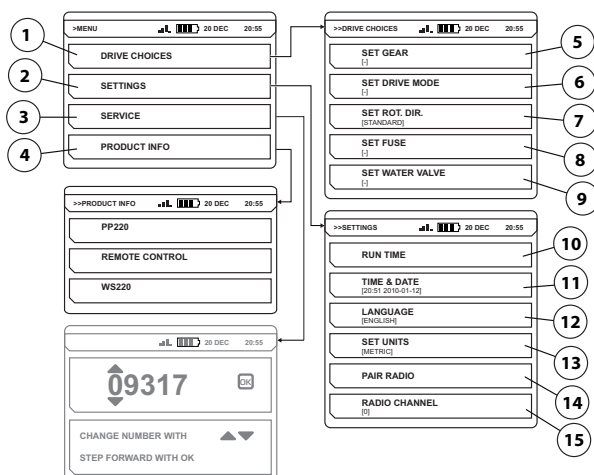 >MENU 20 DEC 20:55
1 DRIVE CHOICES
2 SETTINGS
3 SERVICE
4 PRODUCT INFO
>>PRODUCT INFO 20 DEC 20:55
PP220
REMOTE CONTROL
WS220
20 DEC 20:55
09317 OK
CHANGE NUMBER WITH
STEP FORWARD WITH OK
>>DRIVE CHOICES 20 DEC 20:55
SET GEAR 5
[-]
SET DRIVE MODE 6
[-]
SET ROT. DIR. 7
[STANDARD]
SET FUSE 8
[-]
SET WATER VALVE 9
[-]
>>SETTINGS 20 DEC 20:55
RUN TIME 10
TIME & DATE 11
[20:51 2010-01-12]
LANGUAGE 12
[ENGLISH]
SET UNITS 13
[METRIC]
PAIR RADIO 14
RADIO CHANNEL 15
[0]